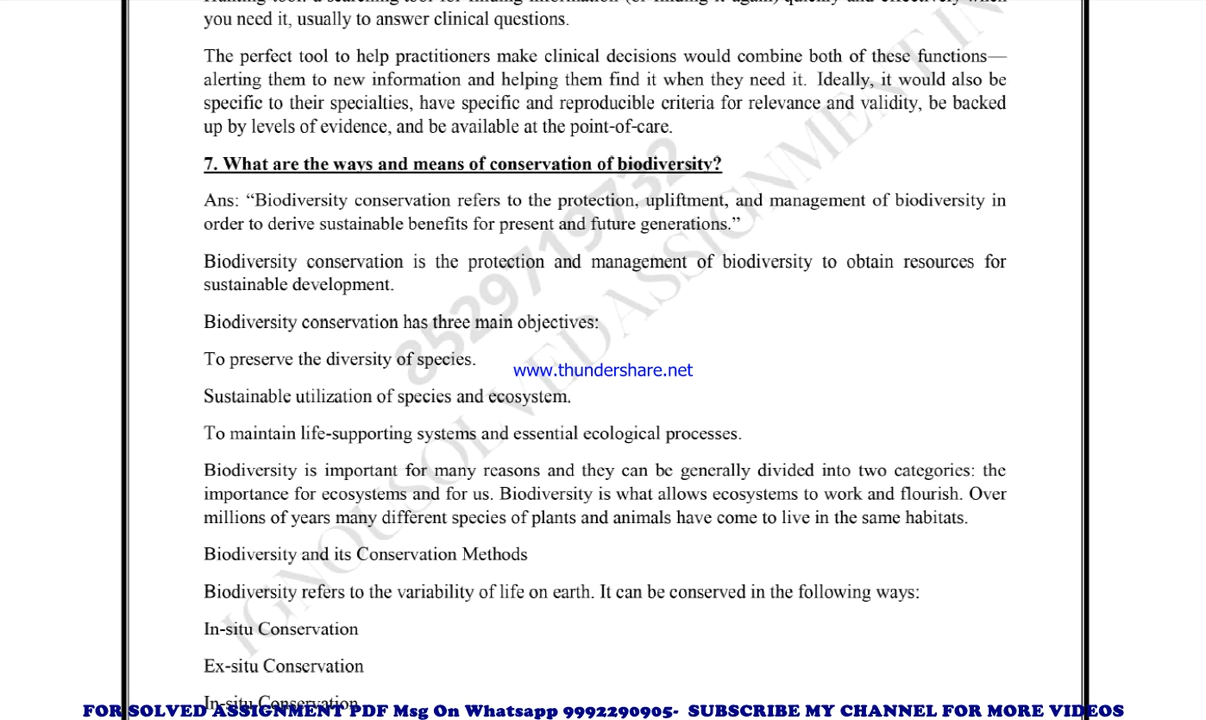 you need it, usually to answer clinical questions.
The perfect tool to help practitioners make clinical decisions would combine both of these functions—
alerting them to new information and helping them find it when they need it. Ideally, it would also be
specific to their specialties, have specific and reproducible criteria for relevance and validity, be backed
up by levels of evidence, and be available at the point-of-care.
7. What are the ways and means of conservation of biodiversity?
Ans: “Biodiversity conservation refers to the protection, upliftment, and management of biodiversity in
order to derive sustainable benefits for present and future generations.”
Biodiversity conservation is the protection and management of biodiversity to obtain resources for
sustainable development.
Biodiversity conservation has three main objectives:
To preserve the diversity of species.
www.thundershare.net
Sustainable utilization of species and ecosystem.
To maintain life-supporting systems and essential ecological processes.
Biodiversity is important for many reasons and they can be generally divided into two categories: the
importance for ecosystems and for us. Biodiversity is what allows ecosystems to work and flourish. Over
millions of years many different species of plants and animals have come to live in the same habitats.
Biodiversity and its Conservation Methods
Biodiversity refers to the variability of life on earth. It can be conserved in the following ways:
In-situ Conservation
Ex-situ Conservation
In-situ Conservation
FOR SOLVED ASSIGNMENT PDF Msg On Whatsapp 9992290905- SUBSCRIBE MY CHANNEL FOR MORE VIDEOS
8529719732
IGNOUSOLVEDASSIGNMENT IN